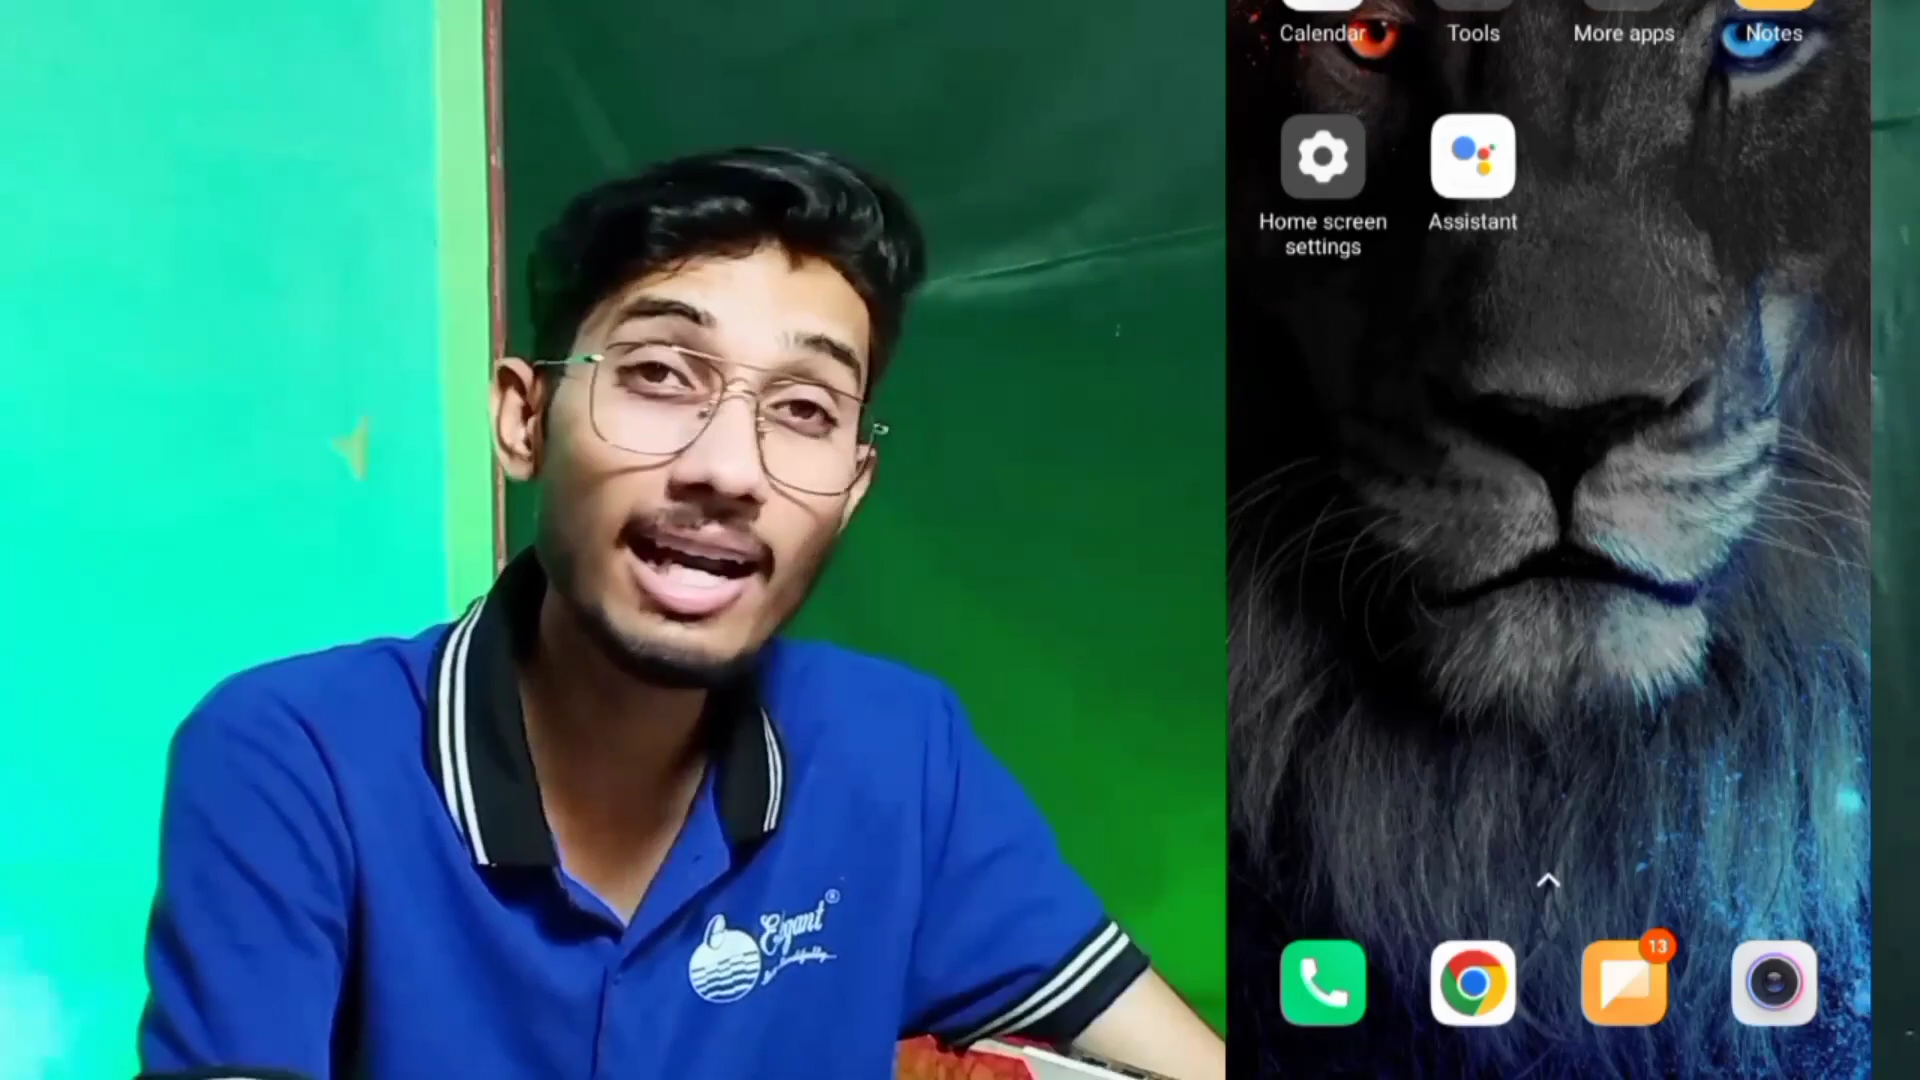 Calendar Tools More apps Notes
Home screen settings
Assistant
13
Elegant®